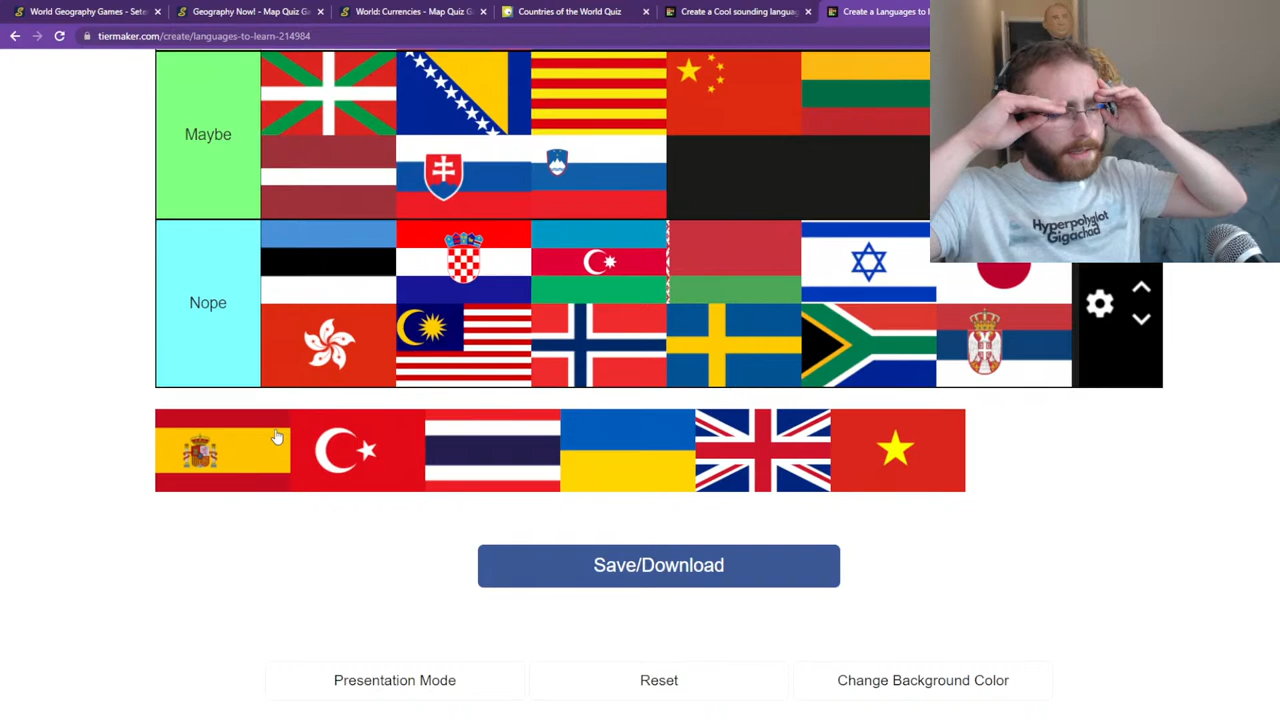 World Geography Games - Sete
Geography Now! - Map Quiz G
World: Currencies - Map Quiz G
Countries of the World Quiz
Create a Cool sounding langua
Create a Languages to l
tiermaker.com/create/languages-to-learn-214984
Maybe
Hyperpolyglot
Gigachad
Nope
Save/Download
Presentation Mode
Reset
Change Background Color